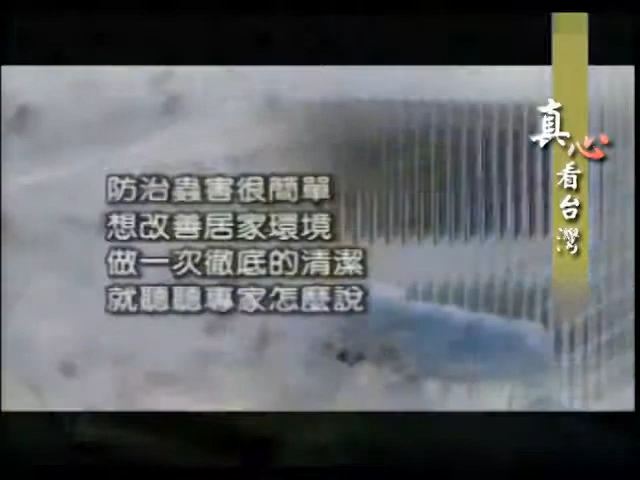 防治蟲害很簡單
想改善居家環境
做一次徹底的清潔
就聽聽專家怎麼說
真心看台灣